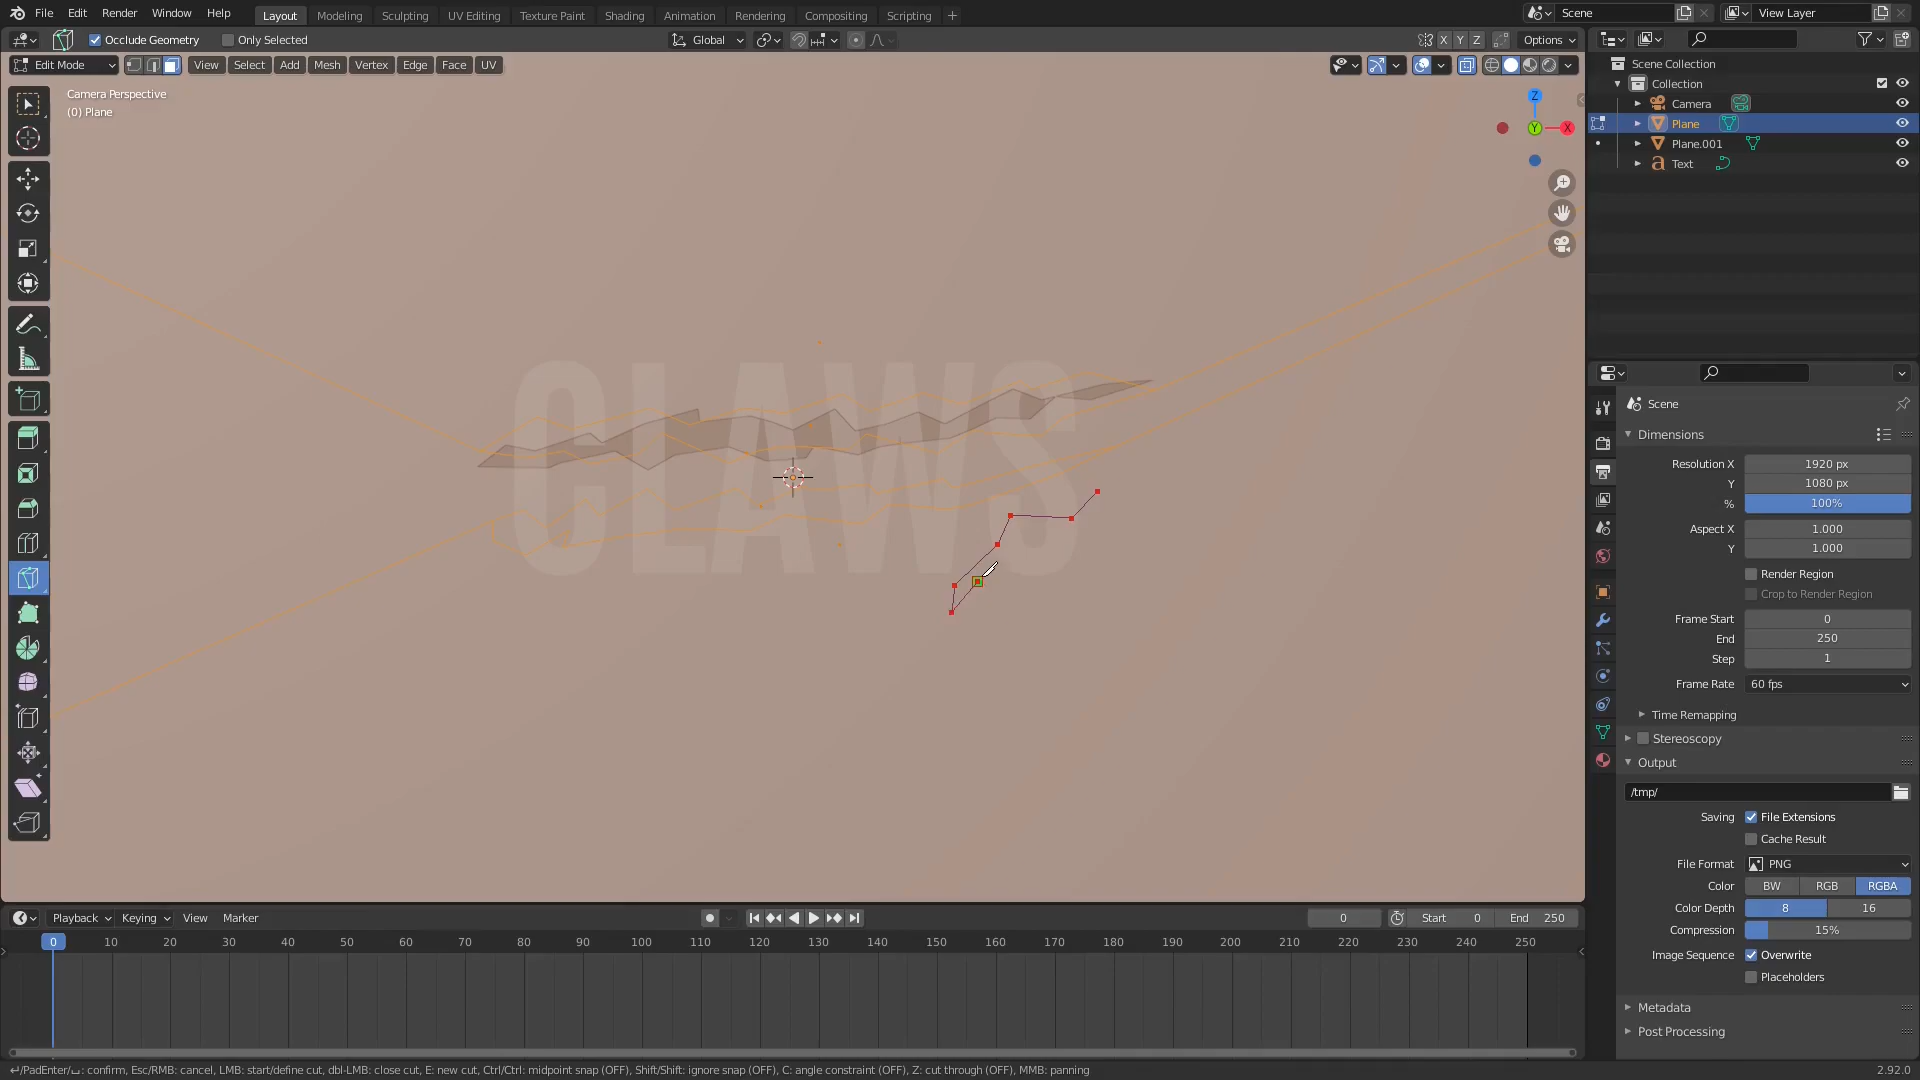 File Edit Render Window Help Layout Modeling Sculpting UV Editing Texture Paint Shading Animation Rendering Compositing Scripting + Scene View Layer
Occlude Geometry Only Selected Global X Y Z Options
Edit Mode View Select Add Mesh Vertex Edge Face UV
Camera Perspective
(0) Plane
Z
Y
X
CLAWS
Scene Collection
Collection
Camera
Plane
Plane.001
Text
Scene
Dimensions
Resolution X 1920 px
Y 1080 px
% 100%
Aspect X 1.000
Y 1.000
Render Region
Crop to Render Region
Frame Start 0
End 250
Step 1
Frame Rate 60 fps
Time Remapping
Stereoscopy
Output
/tmp/
Saving File Extensions
Cache Result
File Format PNG
Color BW RGB RGBA
Color Depth 8 16
Compression 15%
Image Sequence Overwrite
Placeholders
Metadata
Post Processing
Playback Keying View Marker 0 Start 0 End 250
0 10 20 30 40 50 60 70 80 90 100 110 120 130 140 150 160 170 180 190 200 210 220 230 240 250
↵/PadEnter/⎵: confirm, Esc/RMB: cancel, LMB: start/define cut, dbl-LMB: close cut, E: new cut, Ctrl/Ctrl: midpoint snap (OFF), Shift/Shift: ignore snap (OFF), C: angle constraint (OFF), Z: cut through (OFF), MMB: panning 2.92.0